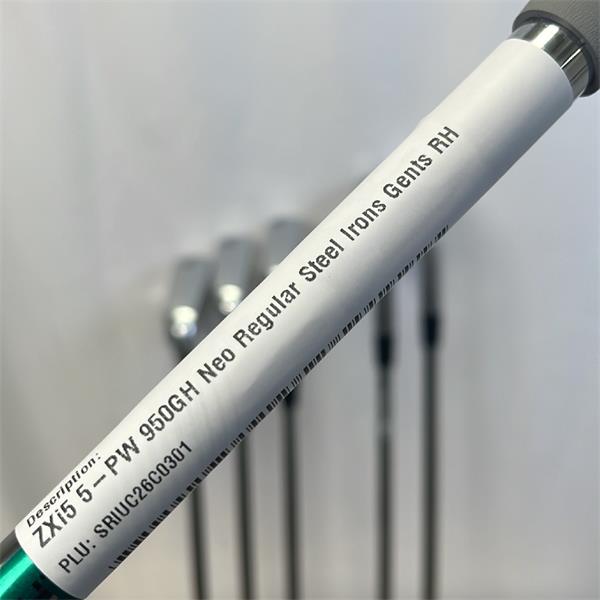 Description:
ZXi5 5-PW 950GH Neo Regular Steel Irons Gents RH
PLU: SRIUC26C0301